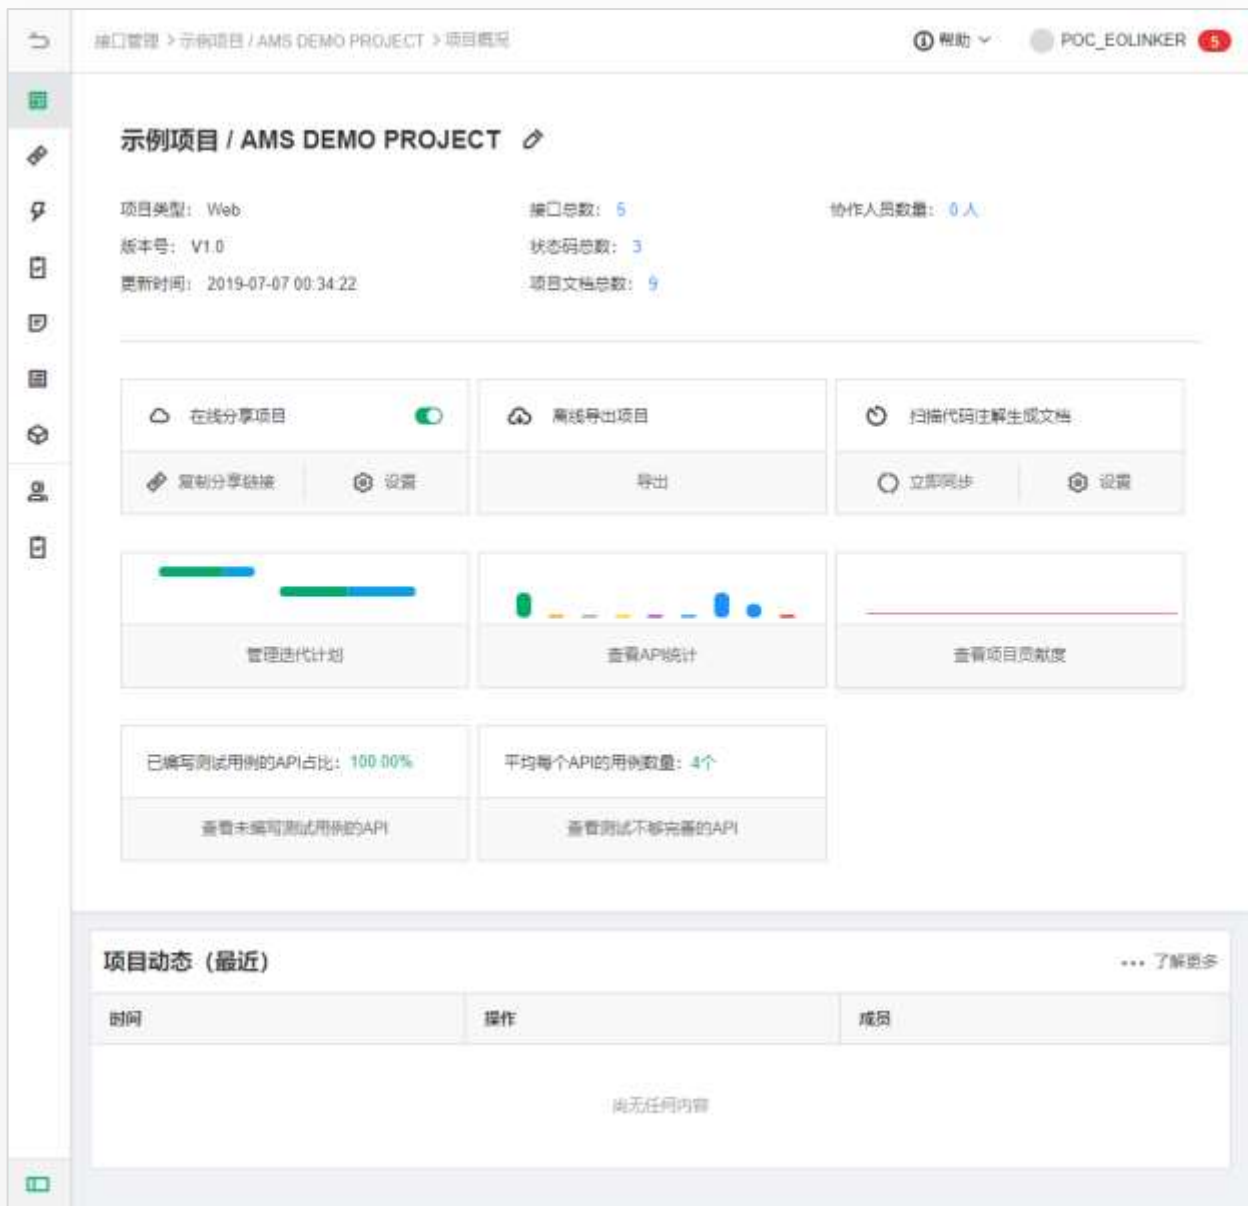 接口管理 > 示例项目 / AMS DEMO PROJECT > 项目概况
帮助
POC_EOLINKER 5
示例项目 / AMS DEMO PROJECT
项目类型： Web
接口总数： 5
协作人员数量： 0 人
版本号： V1.0
状态码总数： 3
更新时间： 2019-07-07 00:34:22
项目文档总数： 9
在线分享项目
离线导出项目
扫描代码注解生成文档
复制分享链接
设置
导出
立即同步
设置
管理迭代计划
查看API统计
查看项目贡献度
已编写测试用例的API占比：100.00%
平均每个API的用例数量：4个
查看未编写测试用例的API
查看测试不够完善的API
项目动态（最近）
••• 了解更多
时间
操作
成员
尚无任何内容